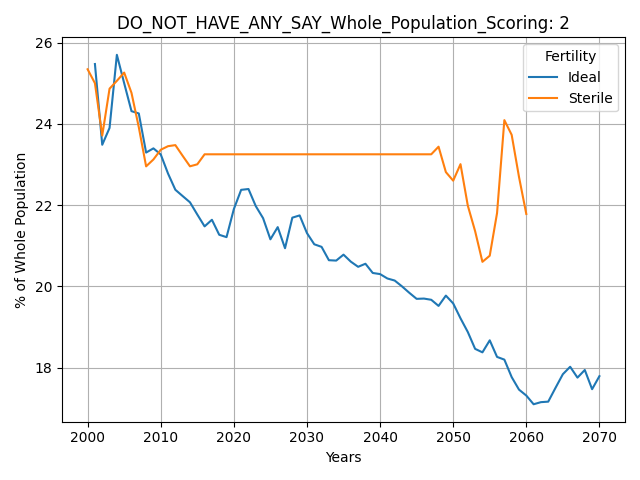 DO_NOT_HAVE_ANY_SAY_Whole_Population_Scoring: 2
% of Whole Population
26
24
22
20
18
Fertility
Ideal
Sterile
2000 2010 2020 2030 2040 2050 2060 2070
Years